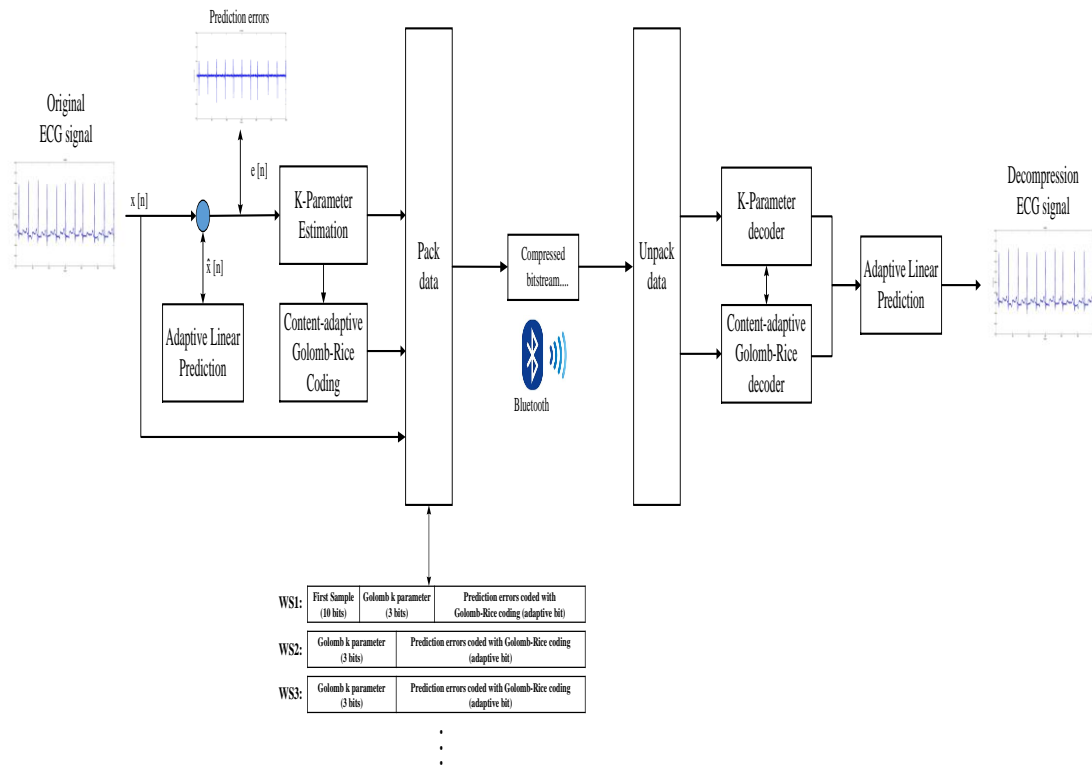 Prediction errors
Original
ECG signal
x [n]
e [n]
x̂ [n]
K-Parameter
Estimation
Adaptive Linear
Prediction
Content-adaptive
Golomb-Rice
Coding
Pack
data
Compressed
bitstream....
Bluetooth
Unpack
data
K-Parameter
decoder
Content-adaptive
Golomb-Rice
decoder
Adaptive Linear
Prediction
Decompression
ECG signal
WS1:
First Sample
(10 bits)
Golomb k parameter
(3 bits)
Prediction errors coded with
Golomb-Rice coding (adaptive bit)
WS2:
Golomb k parameter
(3 bits)
Prediction errors coded with Golomb-Rice coding
(adaptive bit)
WS3:
Golomb k parameter
(3 bits)
Prediction errors coded with Golomb-Rice coding
(adaptive bit)